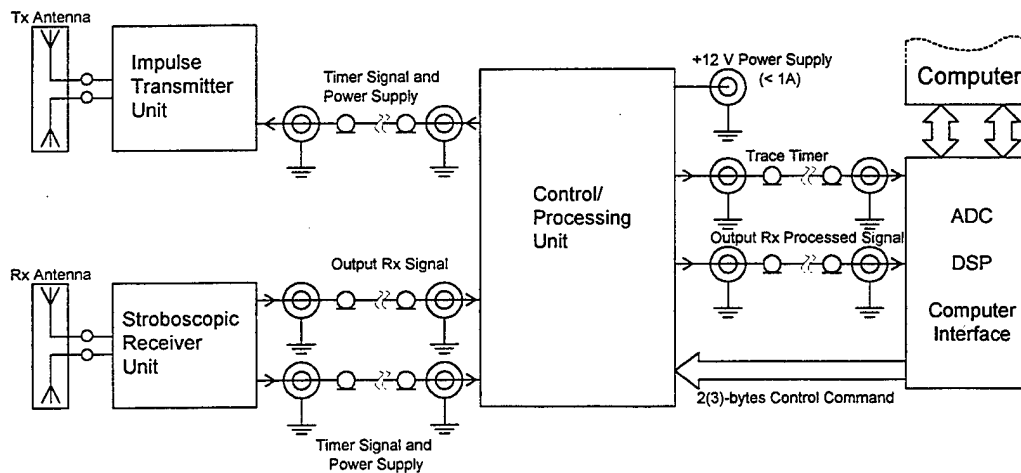 Tx Antenna
Impulse
Transmitter
Unit
Timer Signal and
Power Supply
+12 V Power Supply
(< 1A)
Computer
Trace Timer
Control/
Processing
Unit
ADC
Output Rx Processed Signal
DSP
Computer
Interface
Rx Antenna
Output Rx Signal
Stroboscopic
Receiver
Unit
2(3)-bytes Control Command
Timer Signal and
Power Supply